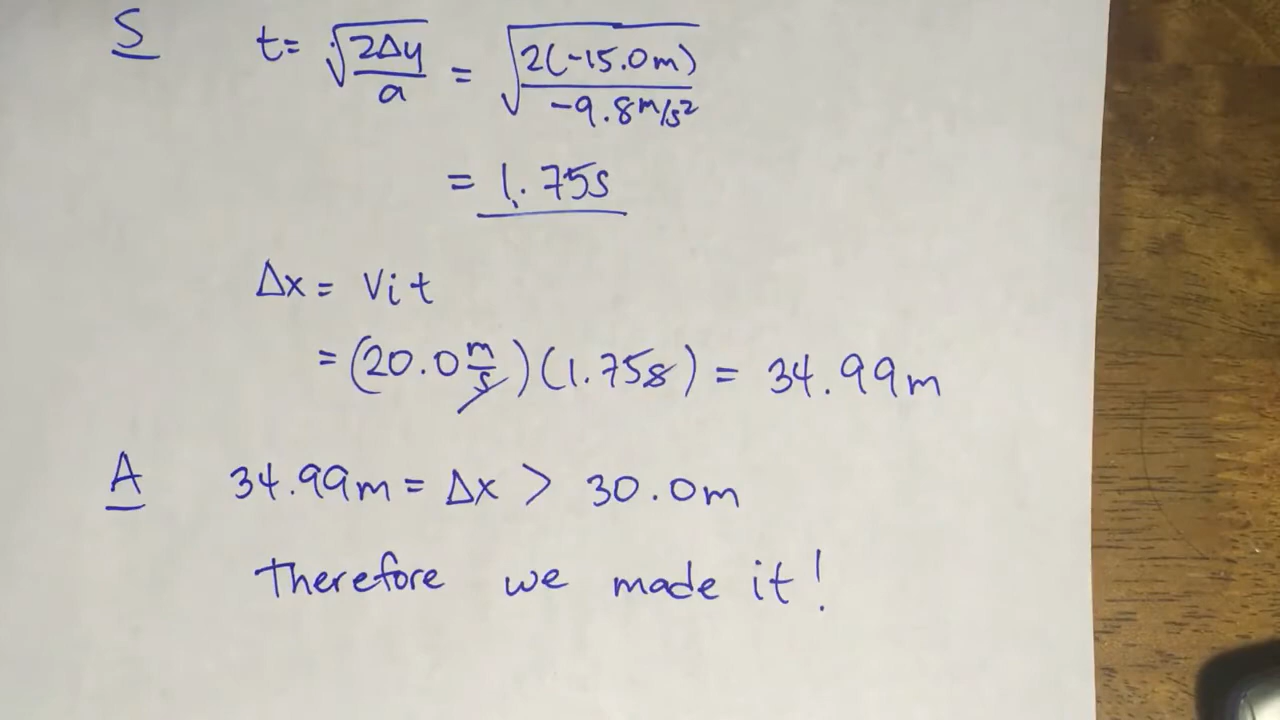 S t= √(2Δy/a) = √(2(-15.0m)/-9.8m/s²)
= 1.75s
Δx = Vit
= (20.0 m/s)(1.75s) = 34.99m
A 34.99m = Δx > 30.0m
Therefore we made it!